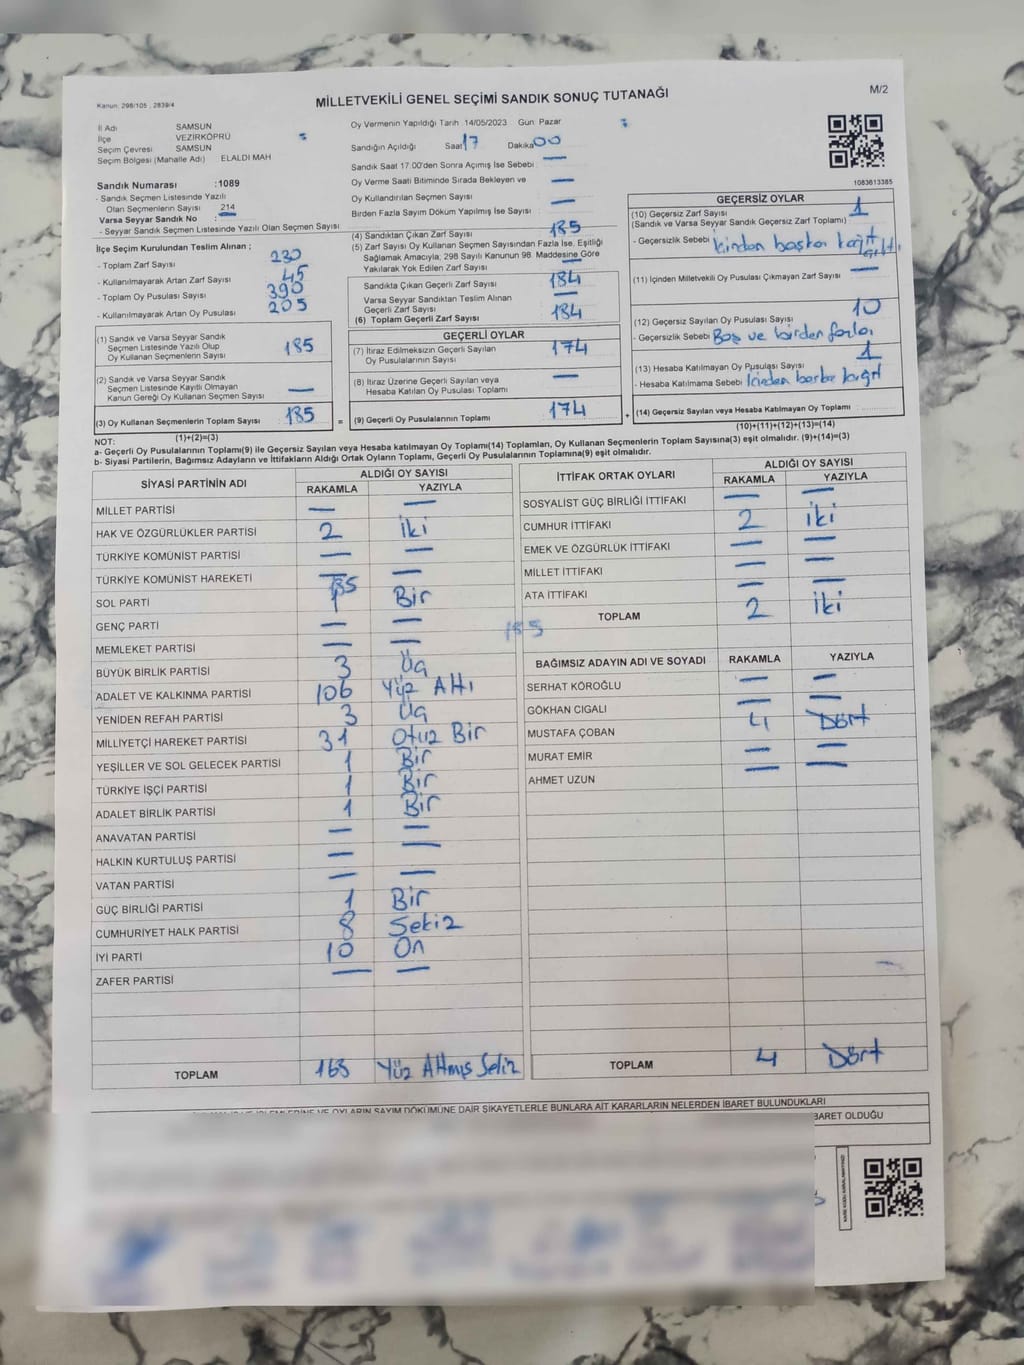 Kanun: 298/105 , 2839/4
MİLLETVEKİLİ GENEL SEÇİMİ SANDIK SONUÇ TUTANAĞI
M/2
İl Adı SAMSUN
İlçe VEZİRKÖPRÜ
Seçim Çevresi SAMSUN
Seçim Bölgesi (Mahalle Adı) ELALDI MAH
Sandık Numarası :1089
- Sandık Seçmen Listesinde Yazılı
Olan Seçmenlerin Sayısı 214
Varsa Seyyar Sandık No :
- Seyyar Sandık Seçmen Listesinde Yazılı Olan Seçmen Sayısı
İlçe Seçim Kurulundan Teslim Alınan ;
- Toplam Zarf Sayısı 230
- Kullanılmayarak Artan Zarf Sayısı 45
- Toplam Oy Pusulası Sayısı 390
- Kullanılmayarak Artan Oy Pusulası 205
(1) Sandık ve Varsa Seyyar Sandık
Seçmen Listesinde Yazılı Olup
Oy Kullanan Seçmenlerin Sayısı 185
(2) Sandık ve Varsa Seyyar Sandık
Seçmen Listesinde Kayıtlı Olmayan
Kanun Gereği Oy Kullanan Seçmen Sayısı —
(3) Oy Kullanan Seçmenlerin Toplam Sayısı 185 =
(1)+(2)=(3)
Oy Vermenin Yapıldığı Tarih :14/05/2023 Gün: Pazar
Sandığın Açıldığı Saat 17 Dakika 00
Sandık Saat 17.00'den Sonra Açımış İse Sebebi —
Oy Verme Saati Bitiminde Sırada Bekleyen ve —
Oy Kullandırılan Seçmen Sayısı
Birden Fazla Sayım Döküm Yapılmış İse Sayısı —
(4) Sandıktan Çıkan Zarf Sayısı 185
(5) Zarf Sayısı Oy Kullanan Seçmen Sayısından Fazla İse, Eşitliği
Sağlamak Amacıyla; 298 Sayılı Kanunun 98. Maddesine Göre
Yakılarak Yok Edilen Zarf Sayısı —
Sandıkta Çıkan Geçerli Zarf Sayısı 184
Varsa Seyyar Sandıktan Teslim Alınan
Geçerli Zarf Sayısı
(6) Toplam Geçerli Zarf Sayısı 184
GEÇERLİ OYLAR
(7) İtiraz Edilmeksizin Geçerli Sayılan
Oy Pusulalarının Sayısı 174
(8) İtiraz Üzerine Geçerli Sayılan veya
Hesaba Katılan Oy Pusulası Toplamı —
(9) Geçerli Oy Pusulalarının Toplamı 174 +
1083613385
GEÇERSİZ OYLAR
(10) Geçersiz Zarf Sayısı 1
(Sandık ve Varsa Seyyar Sandık Geçersiz Zarf Toplamı)
- Geçersizlik Sebebi İçinden başka kağıt
(11) İçinden Milletvekili Oy Pusulası Çıkmayan Zarf Sayısı —
(12) Geçersiz Sayılan Oy Pusulası Sayısı 10
- Geçersizlik Sebebi Boş ve birden fazla
(13) Hesaba Katılmayan Oy Pusulası Sayısı 1
- Hesaba Katılmama Sebebi İçinden başka kağıt
(14) Geçersiz Sayılan veya Hesaba Katılmayan Oy Toplamı
(10)+(11)+(12)+(13)=(14)
NOT:
a- Geçerli Oy Pusulalarının Toplamı(9) ile Geçersiz Sayılan veya Hesaba katılmayan Oy Toplamı(14) Toplamları, Oy Kullanan Seçmenlerin Toplam Sayısına(3) eşit olmalıdır. (9)+(14)=(3)
b- Siyasi Partilerin, Bağımsız Adayların ve İttifakların Aldığı Ortak Oyların Toplamı, Geçerli Oy Pusulalarının Toplamına(9) eşit olmalıdır.
SİYASİ PARTİNİN ADI ALDIĞI OY SAYISI
RAKAMLA YAZIYLA
MİLLET PARTİSİ — —
HAK VE ÖZGÜRLÜKLER PARTİSİ 2 İki
TÜRKİYE KOMÜNİST PARTİSİ — —
TÜRKİYE KOMÜNİST HAREKETİ — —
185
SOL PARTİ 1 Bir
GENÇ PARTİ — —
MEMLEKET PARTİSİ — —
BÜYÜK BİRLİK PARTİSİ 3 Üç
ADALET VE KALKINMA PARTİSİ 106 Yüz Altı
YENİDEN REFAH PARTİSİ 3 Üç
MİLLİYETÇİ HAREKET PARTİSİ 31 Otuz Bir
YEŞİLLER VE SOL GELECEK PARTİSİ 1 Bir
TÜRKİYE İŞÇİ PARTİSİ 1 Bir
ADALET BİRLİK PARTİSİ 1 Bir
ANAVATAN PARTİSİ — —
HALKIN KURTULUŞ PARTİSİ — —
VATAN PARTİSİ — —
GÜÇ BİRLİĞİ PARTİSİ 1 Bir
CUMHURİYET HALK PARTİSİ 8 Sekiz
İYİ PARTİ 10 On
ZAFER PARTİSİ — —
TOPLAM 168 Yüz Altmış Sekiz
185
İTTİFAK ORTAK OYLARI ALDIĞI OY SAYISI
RAKAMLA YAZIYLA
SOSYALİST GÜÇ BİRLİĞİ İTTİFAKI — —
CUMHUR İTTİFAKI 2 İki
EMEK VE ÖZGÜRLÜK İTTİFAKI — —
MİLLET İTTİFAKI — —
ATA İTTİFAKI — —
TOPLAM 2 İki
BAĞIMSIZ ADAYIN ADI VE SOYADI RAKAMLA YAZIYLA
SERHAT KÖROĞLU — —
GÖKHAN CIGALI — —
MUSTAFA ÇOBAN 4 Dört
MURAT EMİR — —
AHMET UZUN — —
TOPLAM 4 Dört
VE OYLARIN SAYIM DÖKÜMÜNE DAİR ŞİKAYETLERLE BUNLARA AİT KARARLARIN NELERDEN İBARET BULUNDUKLARI
İBARET OLDUĞU